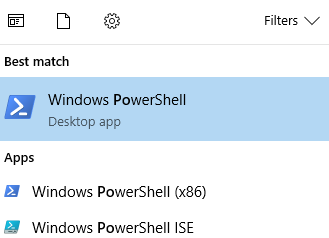 Filters
Best match
Windows PowerShell
Desktop app
Apps
Windows PowerShell (x86)
Windows PowerShell ISE